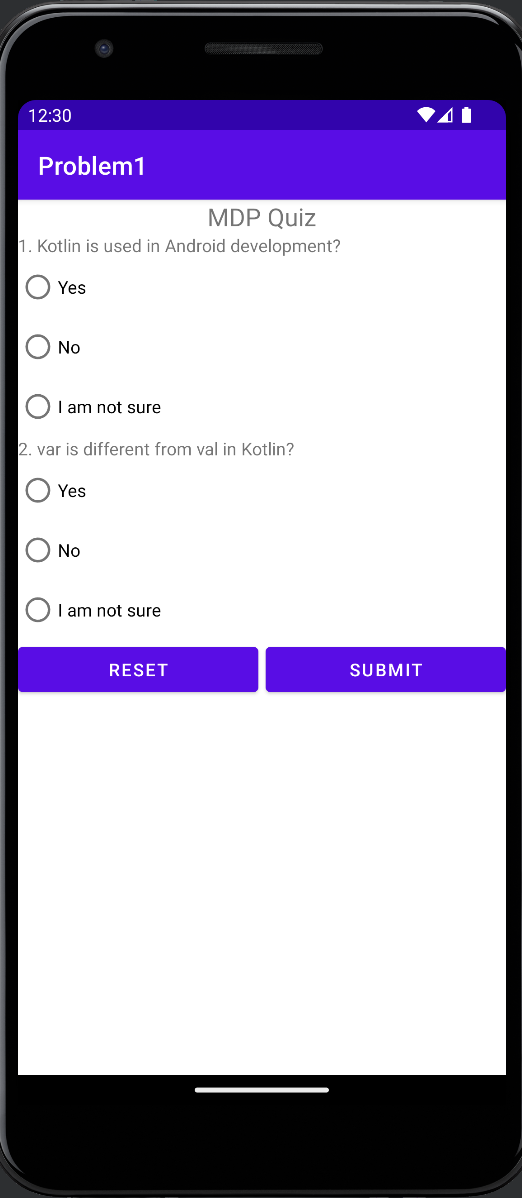 12:30
Problem1
MDP Quiz
1. Kotlin is used in Android development?
Yes
No
I am not sure
2. var is different from val in Kotlin?
Yes
No
I am not sure
RESET SUBMIT